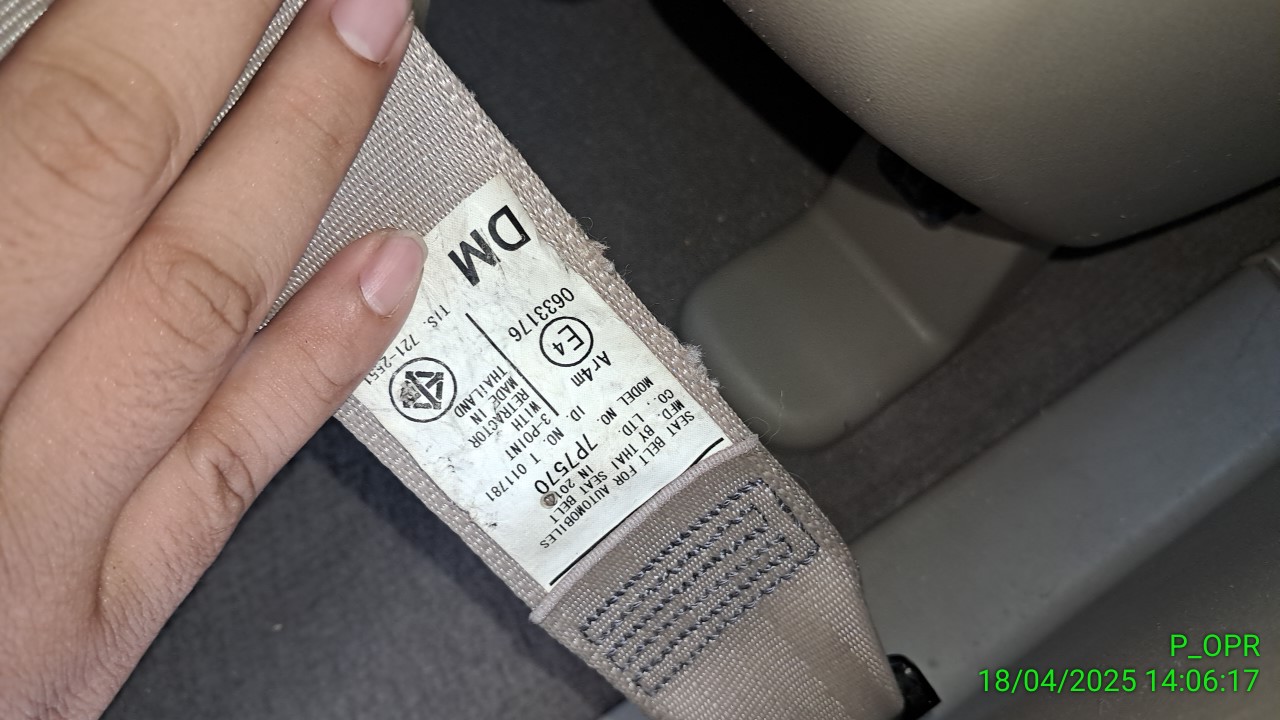 SEAT BELT FOR AUTOMOBILES
MFD. BY THAI SEAT BELT
CO., LTD. IN
MODEL NO. 7P7570
ID. NO. T 011781
Ar4m
E4
0633176
3-POINT
WITH
RETRACTOR
MADE IN
THAILAND
TIS. 721-2551
DM
P_OPR
18/04/2025 14:06:17